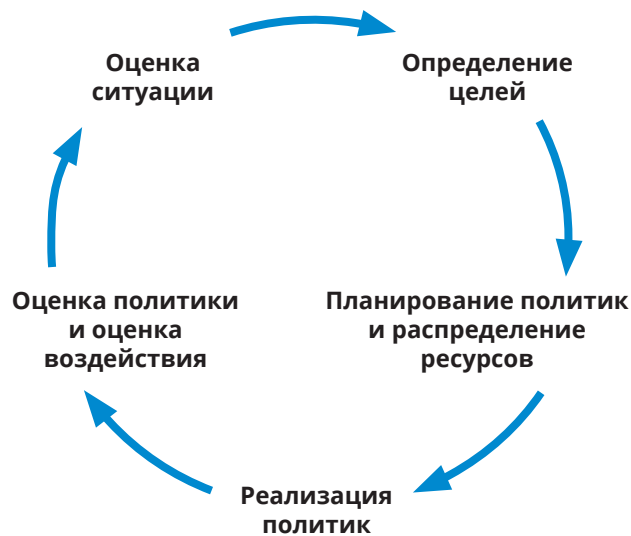 Оценка
ситуации
Определение
целей
Планирование политик
и распределение
ресурсов
Реализация
политик
Оценка политики
и оценка
воздействия